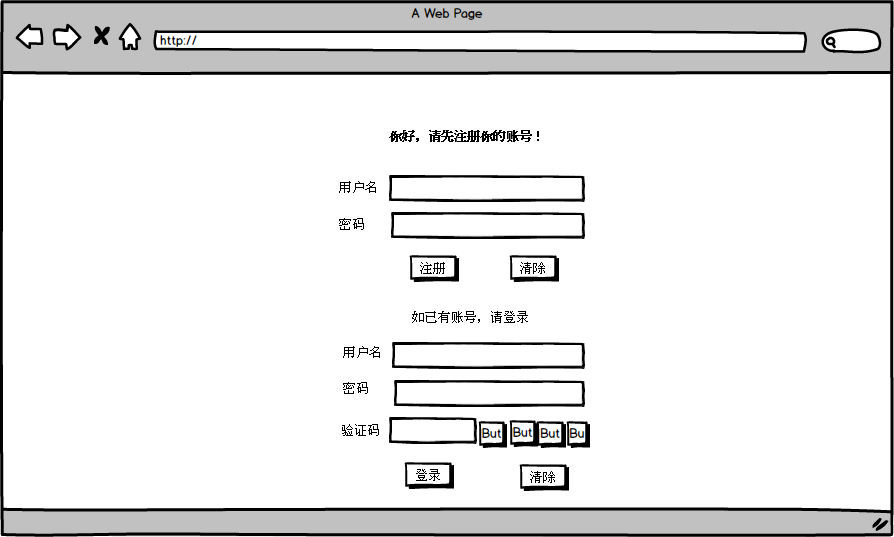 A Web Page
http://
你好，请先注册你的账号！
用户名
密码
注册 清除
如已有账号，请登录
用户名
密码
验证码 But But But Bu
登录 清除